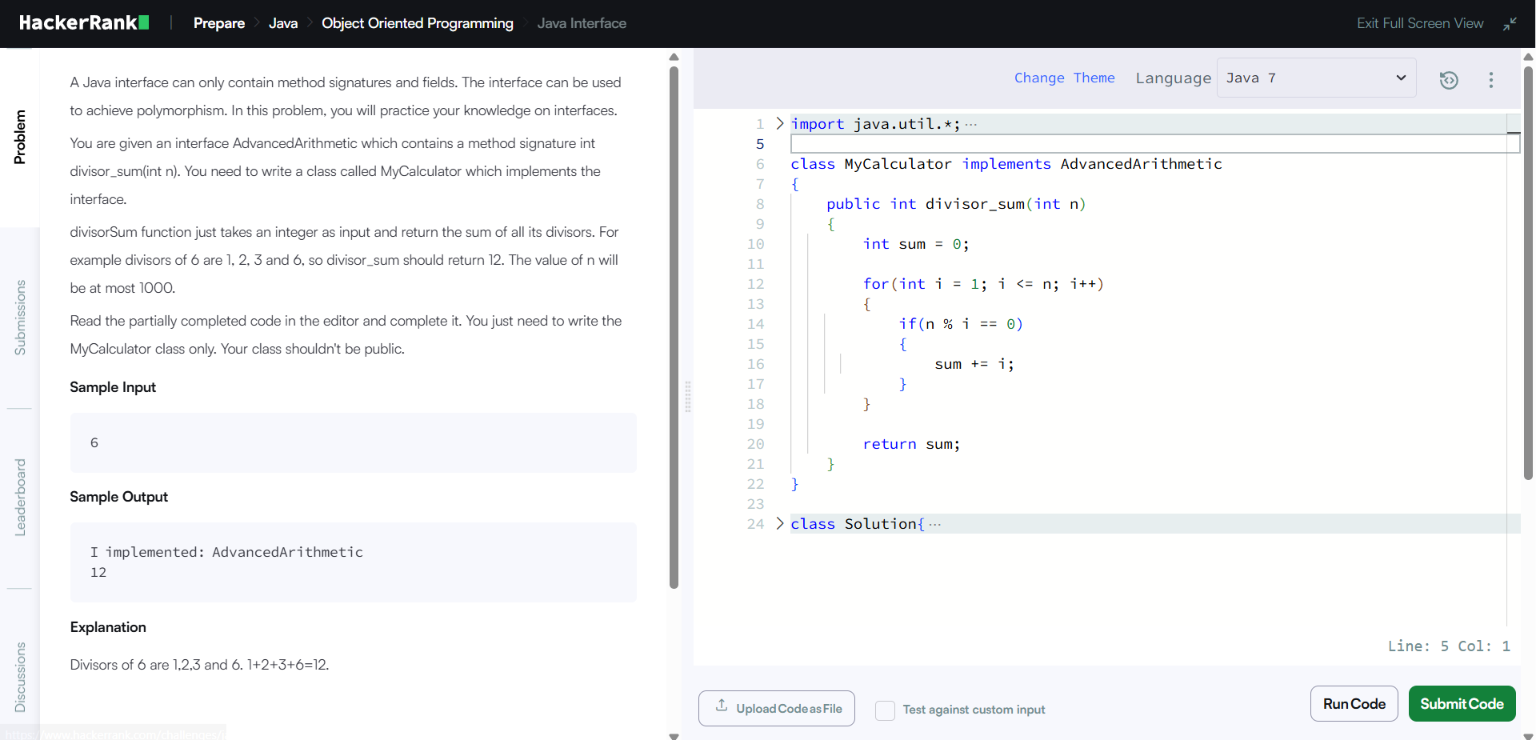 HackerRank
Prepare > Java > Object Oriented Programming > Java Interface
Exit Full Screen View
Problem
Submissions
Leaderboard
Discussions
A Java interface can only contain method signatures and fields. The interface can be used
to achieve polymorphism. In this problem, you will practice your knowledge on interfaces.
You are given an interface AdvancedArithmetic which contains a method signature int
divisor_sum(int n). You need to write a class called MyCalculator which implements the
interface.
divisorSum function just takes an integer as input and return the sum of all its divisors. For
example divisors of 6 are 1, 2, 3 and 6, so divisor_sum should return 12. The value of n will
be at most 1000.
Read the partially completed code in the editor and complete it. You just need to write the
MyCalculator class only. Your class shouldn't be public.
Sample Input
6
Sample Output
I implemented: AdvancedArithmetic
12
Explanation
Divisors of 6 are 1,2,3 and 6. 1+2+3+6=12.
Change Theme Language Java 7
1 import java.util.*; ···
5
6 class MyCalculator implements AdvancedArithmetic
7 {
8 public int divisor_sum(int n)
9 {
10 int sum = 0;
11
12 for(int i = 1; i <= n; i++)
13 {
14 if(n % i == 0)
15 {
16 sum += i;
17 }
18 }
19
20 return sum;
21 }
22 }
23
24 class Solution{ ···
Line: 5 Col: 1
Upload Code as File
Test against custom input
Run Code
Submit Code